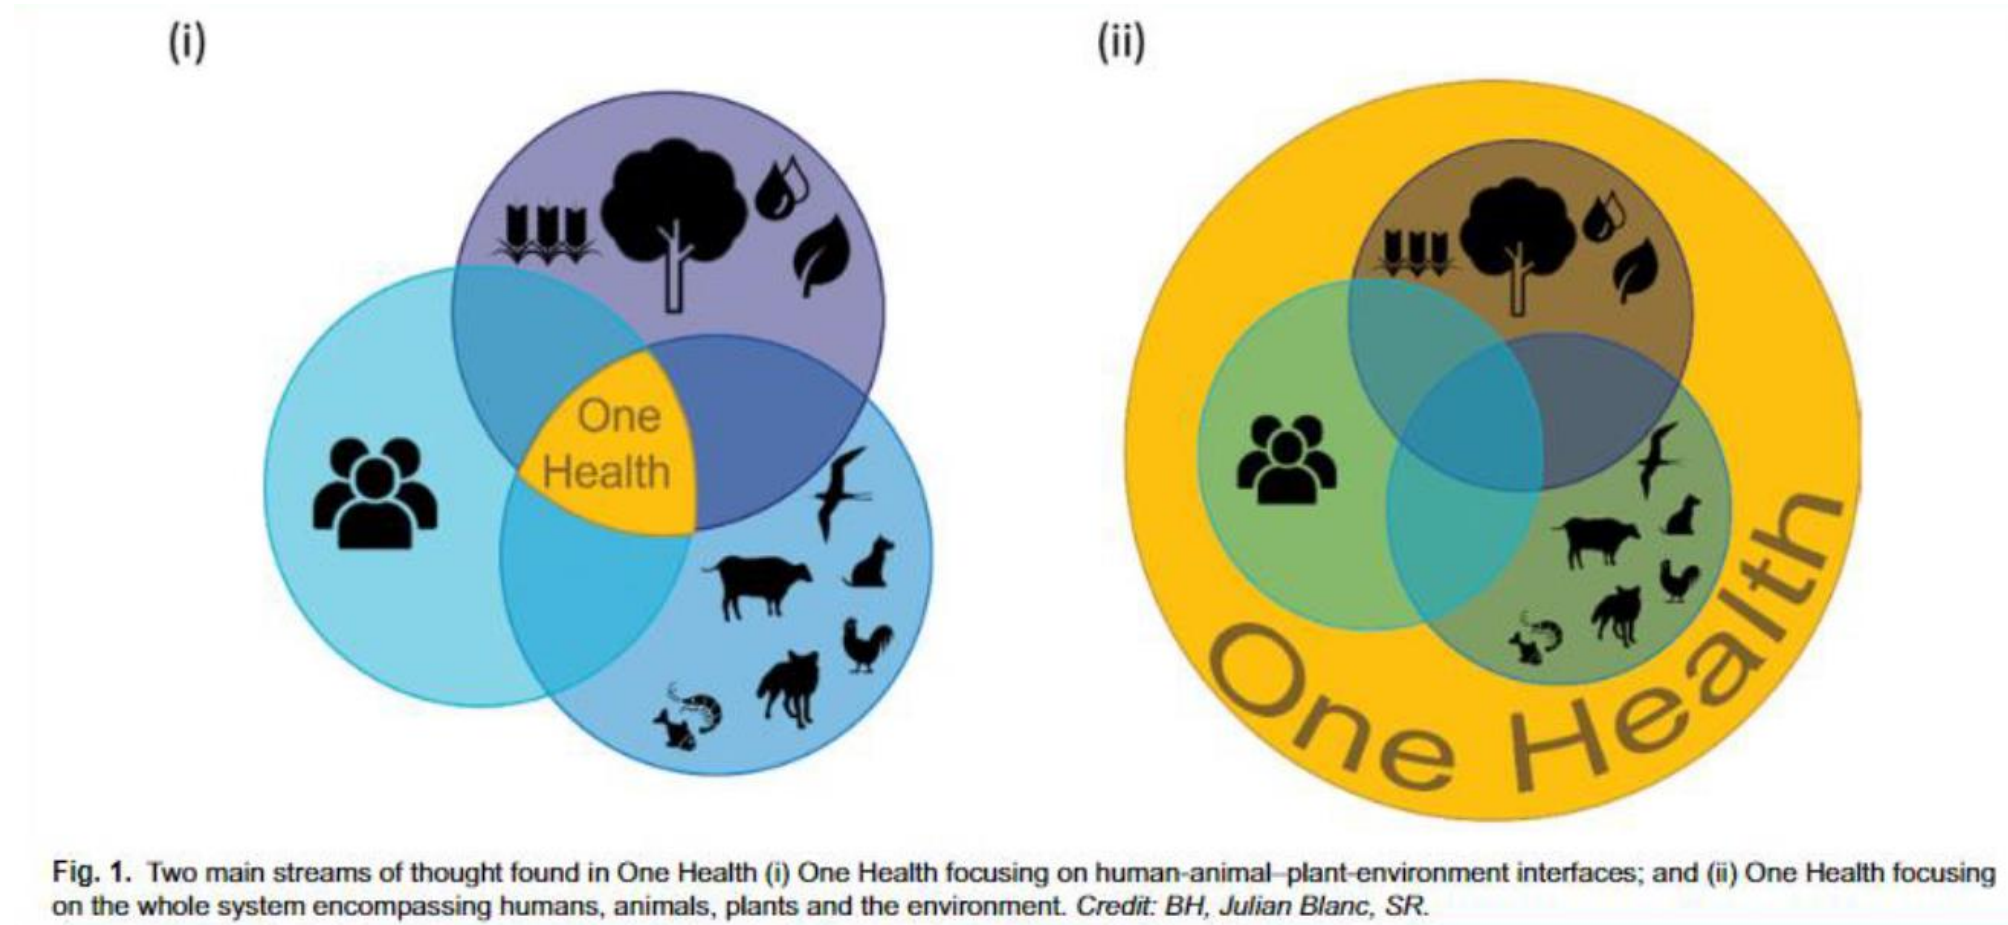 (i)
(ii)
One
Health
One Health
Fig. 1. Two main streams of thought found in One Health (i) One Health focusing on human-animal–plant-environment interfaces; and (ii) One Health focusing
on the whole system encompassing humans, animals, plants and the environment. Credit: BH, Julian Blanc, SR.